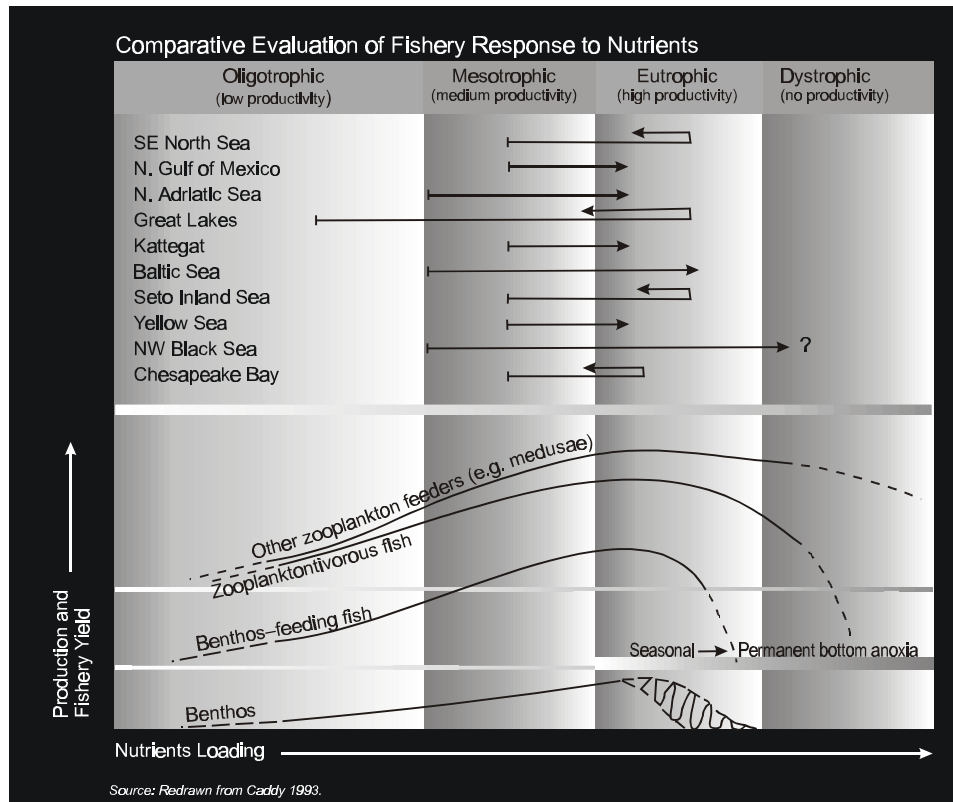 Comparative Evaluation of Fishery Response to Nutrients
Oligotrophic
(low productivity)
Mesotrophic
(medium productivity)
Eutrophic
(high productivity)
Dystrophic
(no productivity)
SE North Sea
N. Gulf of Mexico
N. Adrlatic Sea
Great Lakes
Kattegat
Baltic Sea
Seto Inland Sea
Yellow Sea
NW Black Sea
?
Chesapeake Bay
Production and
Fishery Yield
Other zooplankton feeders (e.g. medusae)
Zooplanktontivorous fish
Benthos–feeding fish
Seasonal
Permanent bottom anoxia
Benthos
Nutrients Loading
Source: Redrawn from Caddy 1993.